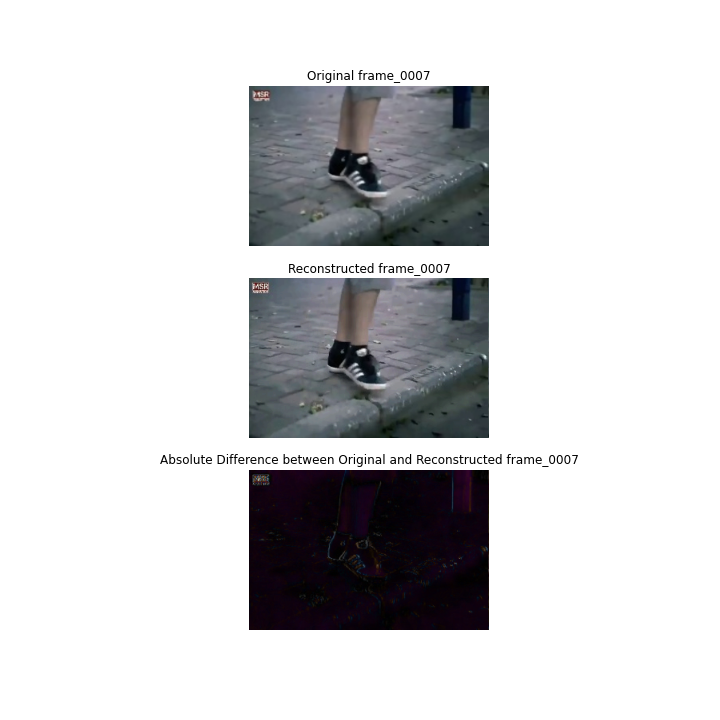 Original frame_0007
MSR
Reconstructed frame_0007
MSR
Absolute Difference between Original and Reconstructed frame_0007